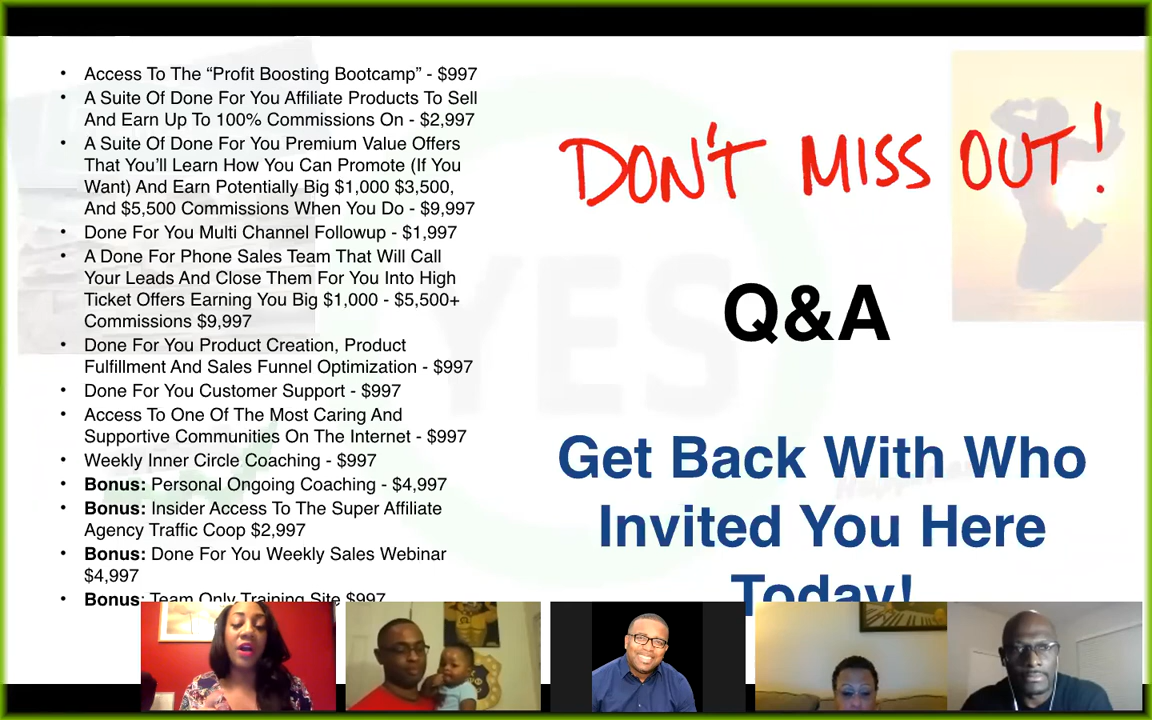 • Access To The “Profit Boosting Bootcamp” - $997
• A Suite Of Done For You Affiliate Products To Sell
And Earn Up To 100% Commissions On - $2,997
• A Suite Of Done For You Premium Value Offers
That You’ll Learn How You Can Promote (If You
Want) And Earn Potentially Big $1,000 $3,500,
And $5,500 Commissions When You Do - $9,997
• Done For You Multi Channel Followup - $1,997
• A Done For Phone Sales Team That Will Call
Your Leads And Close Them For You Into High
Ticket Offers Earning You Big $1,000 - $5,500+
Commissions $9,997
• Done For You Product Creation, Product
Fulfillment And Sales Funnel Optimization - $997
• Done For You Customer Support - $997
• Access To One Of The Most Caring And
Supportive Communities On The Internet - $997
• Weekly Inner Circle Coaching - $997
• Bonus: Personal Ongoing Coaching - $4,997
• Bonus: Insider Access To The Super Affiliate
Agency Traffic Coop $2,997
• Bonus: Done For You Weekly Sales Webinar
$4,997
• Bonus: Team Only Training Site $997
YES
DON'T MISS OUT!
Q&A
Get Back With Who
Invited You Here
Today!